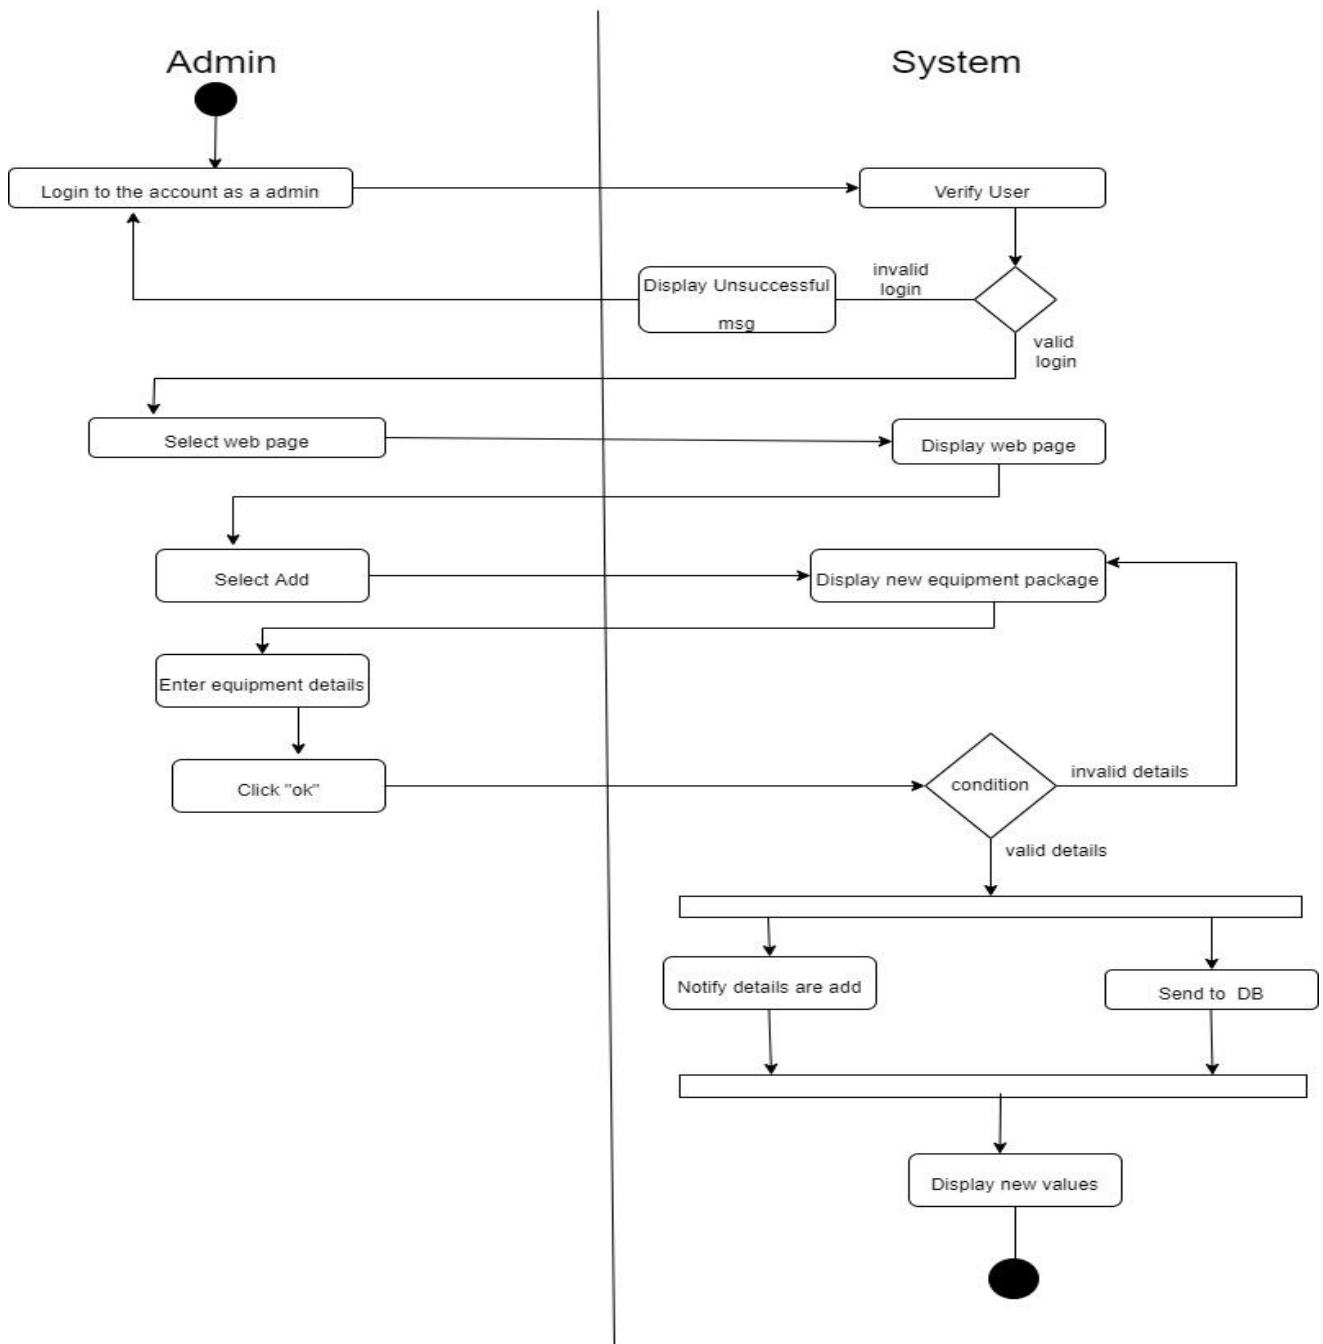 Admin
System
Login to the account as a admin
Verify User
invalid
login
Display Unsuccessful
msg
valid
login
Select web page
Display web page
Select Add
Display new equipment package
Enter equipment details
Click "ok"
condition
invalid details
valid details
Notify details are add
Send to DB
Display new values